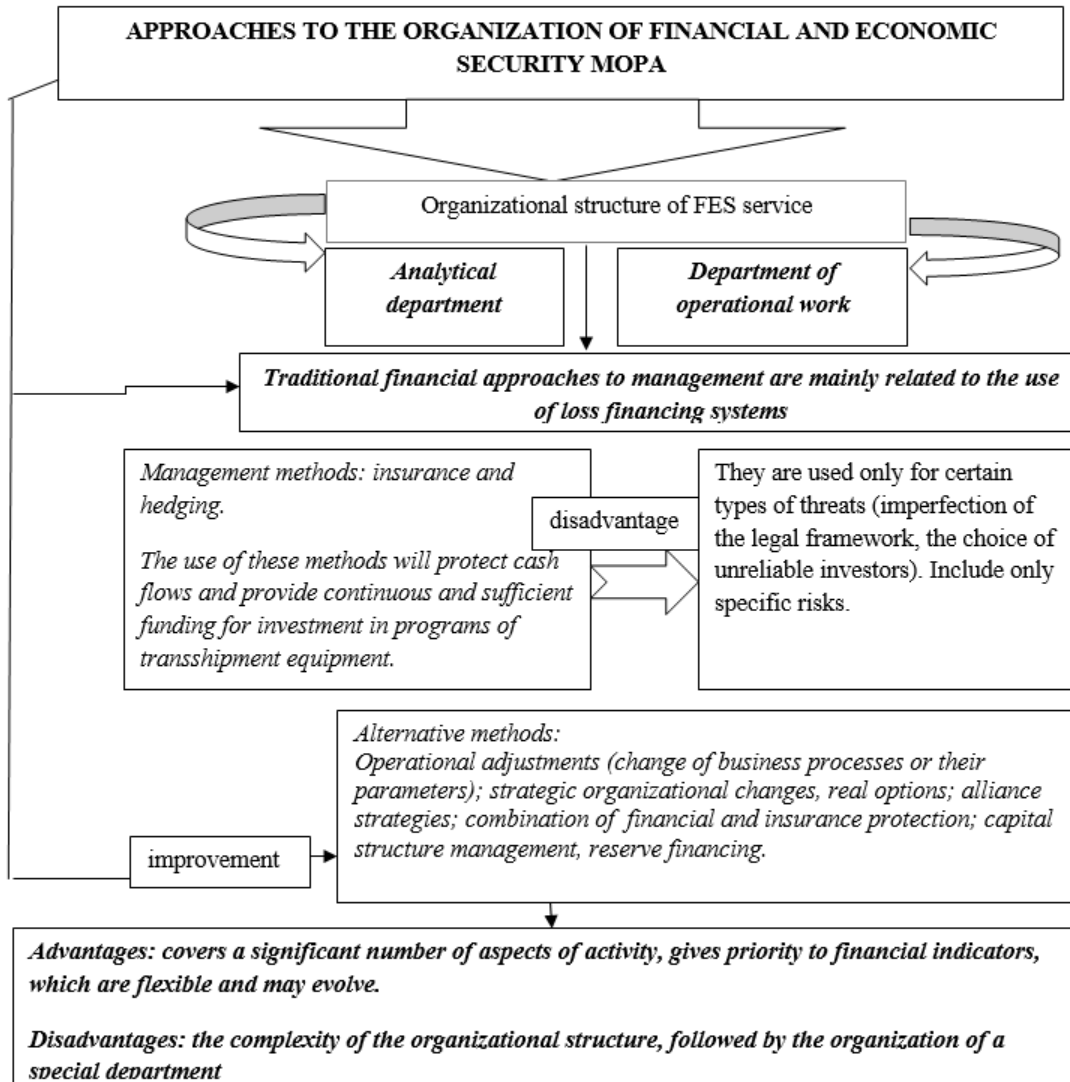 APPROACHES TO THE ORGANIZATION OF FINANCIAL AND ECONOMIC
SECURITY MOPA
Organizational structure of FES service
Analytical
department
Department of
operational work
Traditional financial approaches to management are mainly related to the use
of loss financing systems
Management methods: insurance and
hedging.
The use of these methods will protect cash
flows and provide continuous and sufficient
funding for investment in programs of
transshipment equipment.
disadvantage
They are used only for certain
types of threats (imperfection of
the legal framework, the choice of
unreliable investors). Include only
specific risks.
Alternative methods:
Operational adjustments (change of business processes or their
parameters); strategic organizational changes, real options; alliance
strategies; combination of financial and insurance protection; capital
structure management, reserve financing.
improvement
Advantages: covers a significant number of aspects of activity, gives priority to financial indicators,
which are flexible and may evolve.
Disadvantages: the complexity of the organizational structure, followed by the organization of a
special department